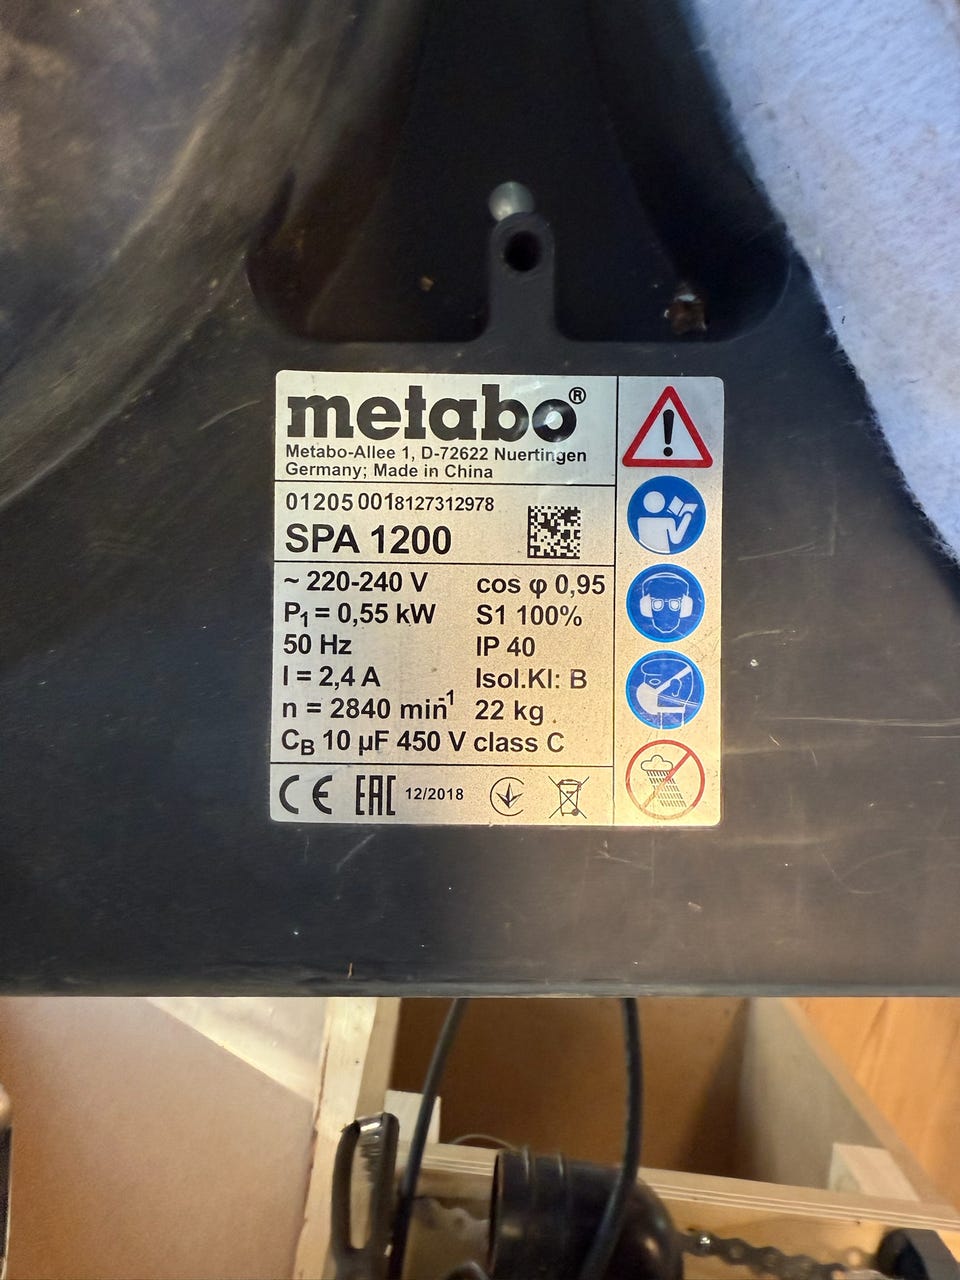 metabo®
Metabo-Allee 1, D-72622 Nuertingen
Germany; Made in China
01205 0018127312978
SPA 1200
~ 220-240 V cos φ 0,95
P1 = 0,55 kW S1 100%
50 Hz IP 40
I = 2,4 A Isol.Kl: B
n = 2840 min-1 22 kg
CB 10 µF 450 V class C
CE EAC 12/2018